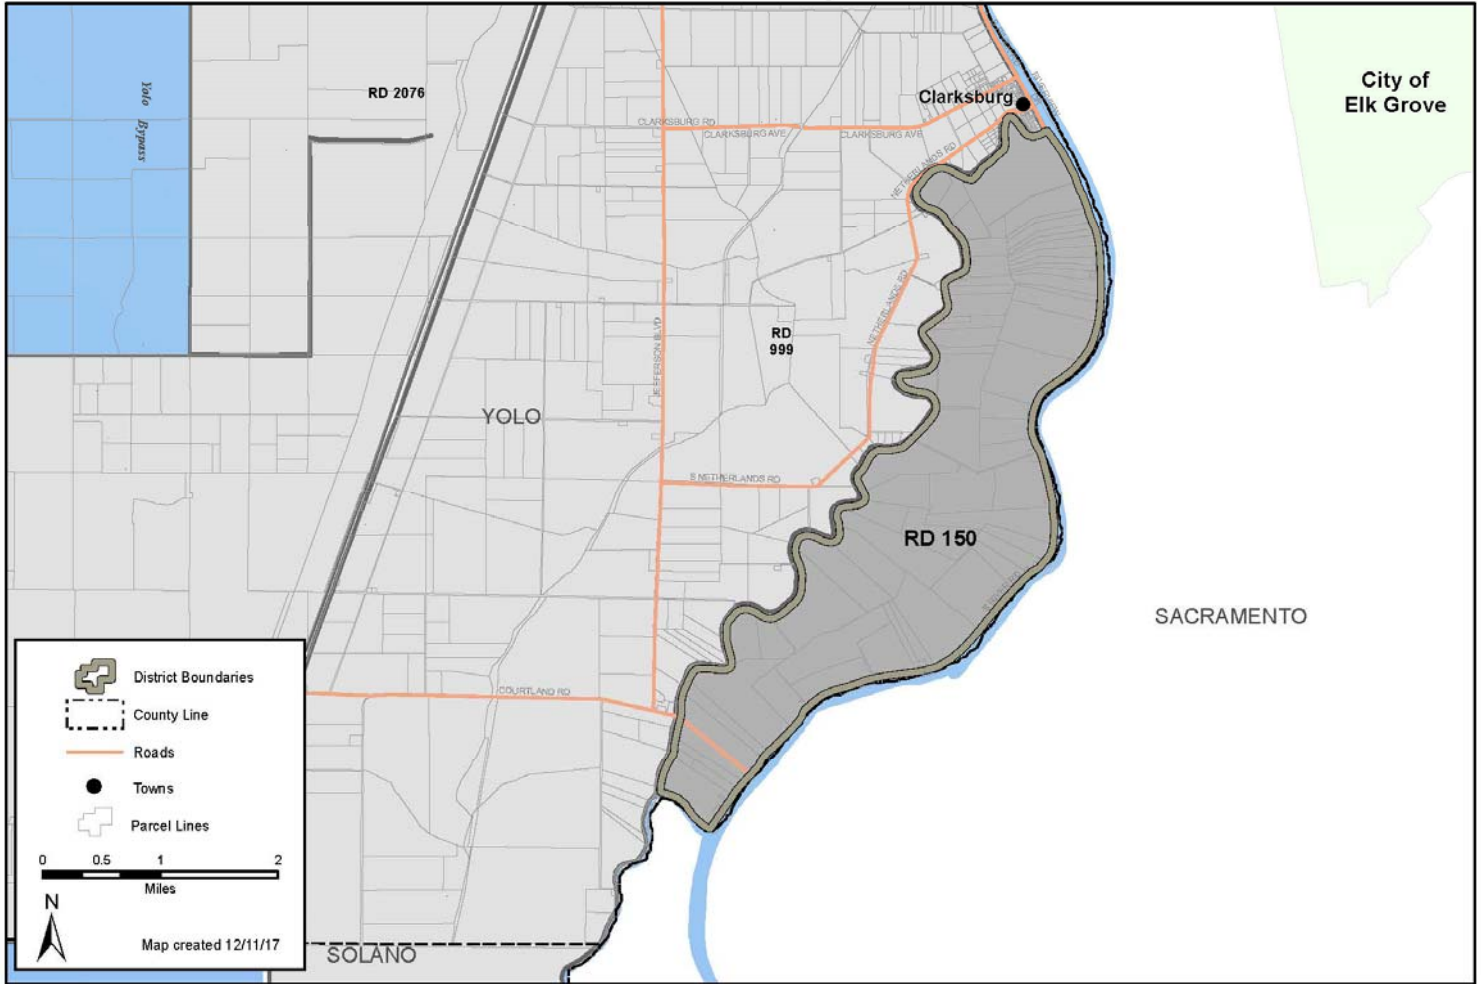 City of
Elk Grove
Yolo Bypass
RD 2076
Clarksburg
CLARKSBURG RD
CLARKSBURG AVE
CLARKSBURG AVE
NETHERLANDS RD
NETHERLANDS RD
JEFFERSON BLVD
RD
999
YOLO
S NETHERLANDS RD
RD 150
SACRAMENTO
COURTLAND RD
District Boundaries
County Line
Roads
Towns
Parcel Lines
0 0.5 1 2
Miles
N
Map created 12/11/17
SOLANO